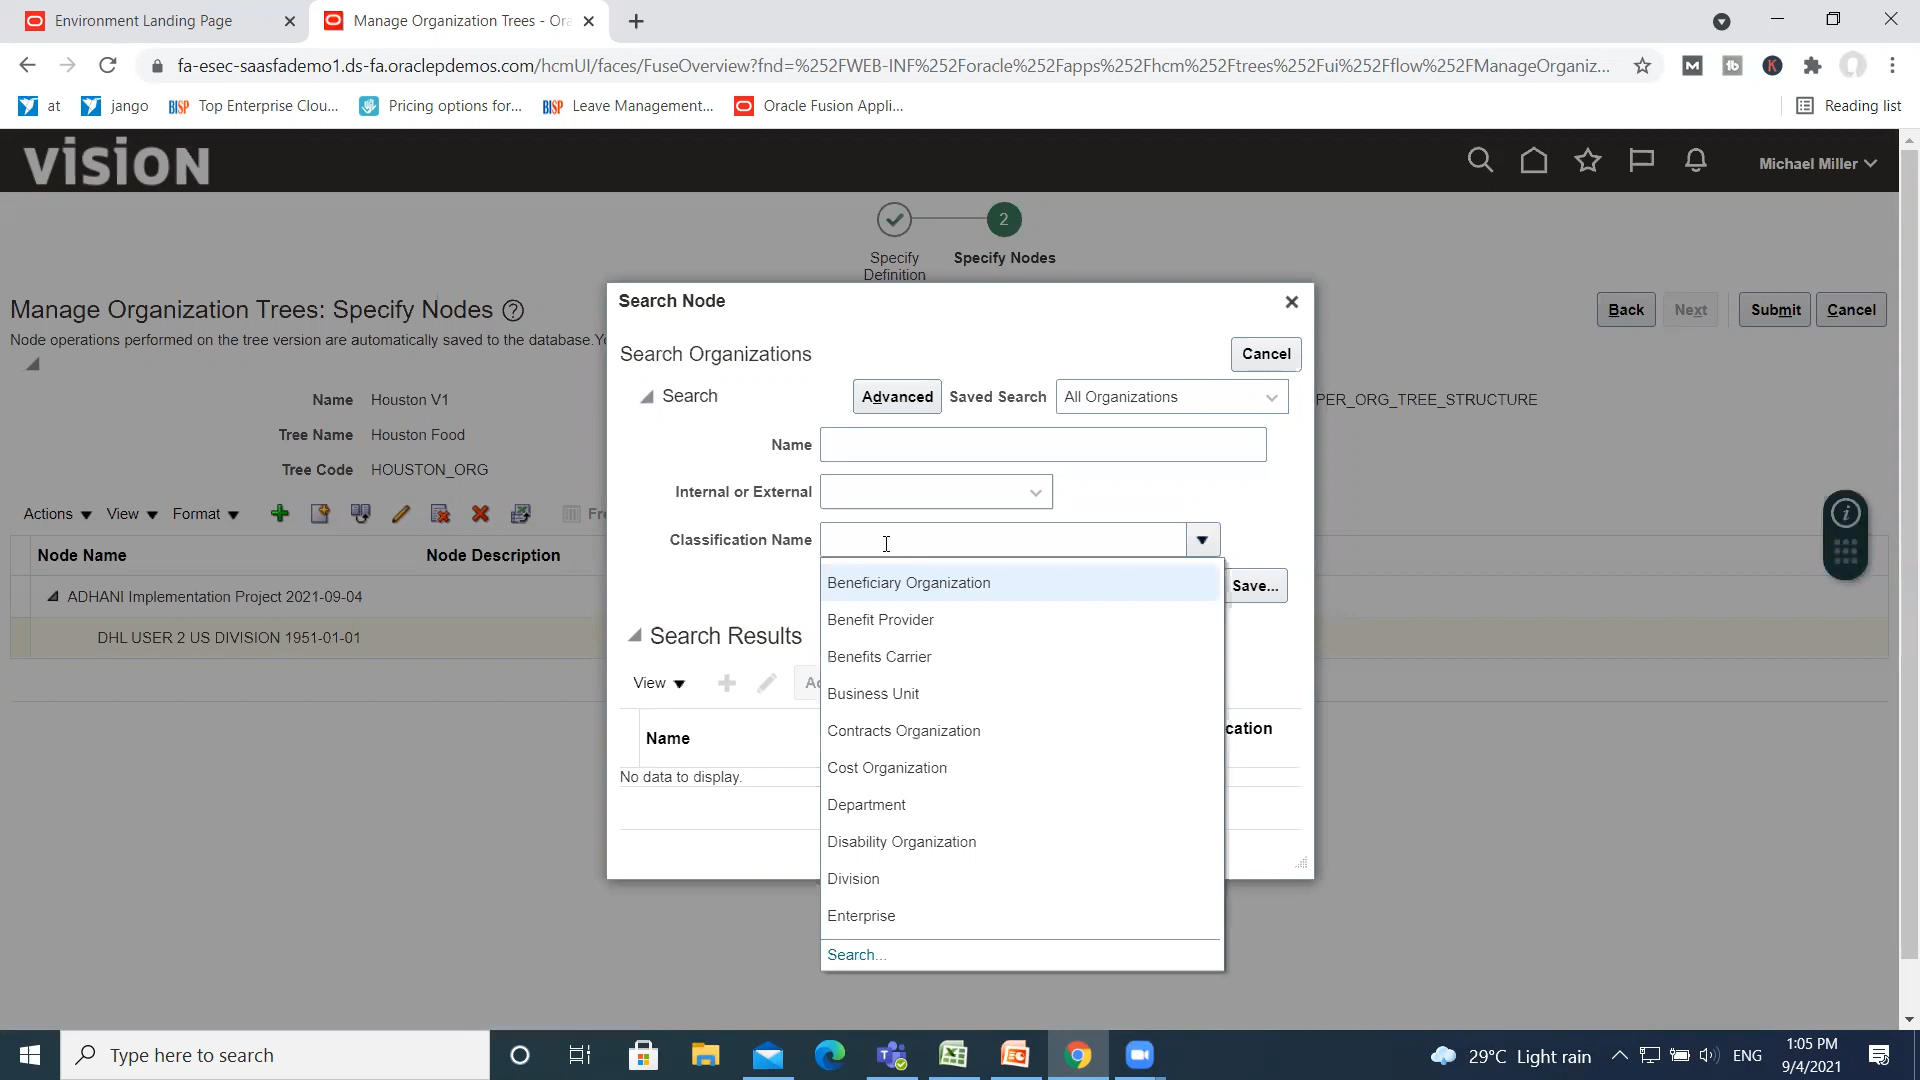 Environment Landing Page
Manage Organization Trees - Ora
fa-esec-saasfademo1.ds-fa.oraclepdemos.com/hcmUI/faces/FuseOverview?fnd=%252FWEB-INF%252Foracle%252Fapps%252Fhcm%252Ftrees%252Fui%252Fflow%252FManageOrganiz...
at
jango
BISP Top Enterprise Clou...
Pricing options for...
BISP Leave Management...
Oracle Fusion Appli...
Reading list
VISION
Michael Miller
2
Specify Definition
Specify Nodes
Manage Organization Trees: Specify Nodes
Back
Next
Submit
Cancel
Node operations performed on the tree version are automatically saved to the database.Y
Name Houston V1
PER_ORG_TREE_STRUCTURE
Tree Name Houston Food
Tree Code HOUSTON_ORG
Actions View Format
Fr
Node Name
Node Description
ADHANI Implementation Project 2021-09-04
DHL USER 2 US DIVISION 1951-01-01
Search Node
Search Organizations
Cancel
Search
Advanced
Saved Search
All Organizations
Name
Internal or External
Classification Name
Beneficiary Organization
Benefit Provider
Benefits Carrier
Business Unit
Contracts Organization
Cost Organization
Department
Disability Organization
Division
Enterprise
Search...
Save...
Search Results
View
Name
cation
No data to display.
Type here to search
29°C Light rain
ENG
1:05 PM
9/4/2021